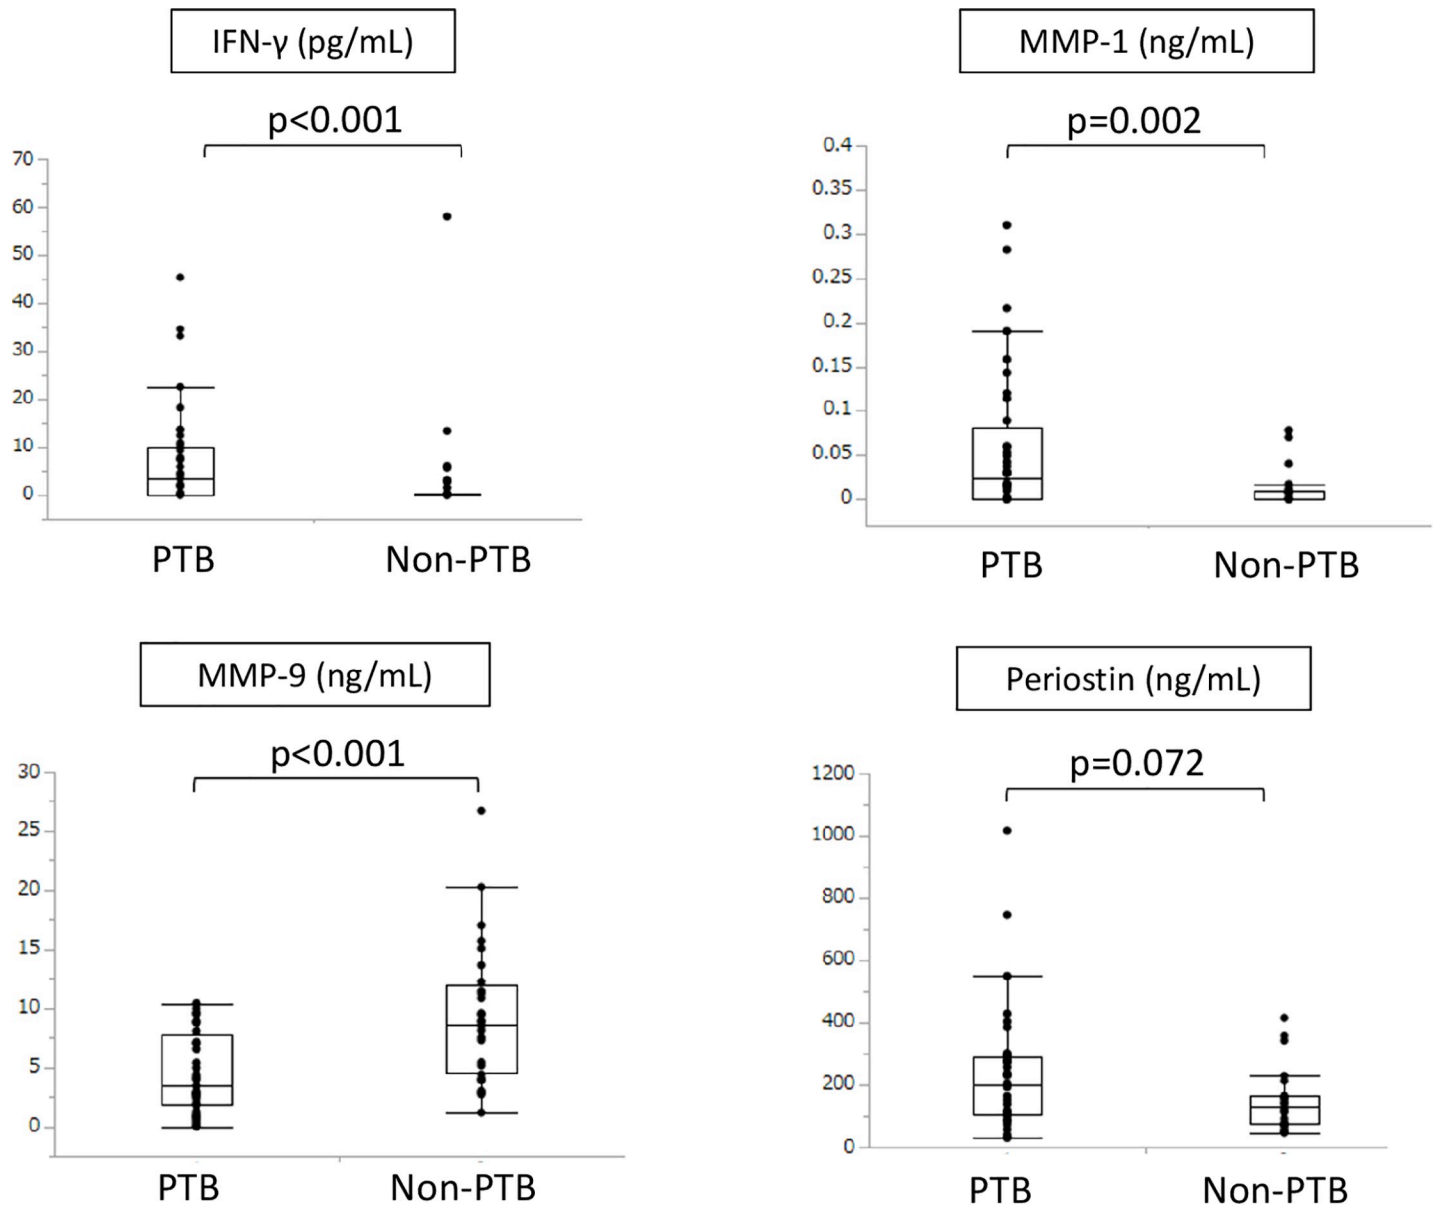 IFN-γ (pg/mL)
p<0.001
70
60
50
40
30
20
10
0
PTB
Non-PTB
MMP-1 (ng/mL)
p=0.002
0.4
0.35
0.3
0.25
0.2
0.15
0.1
0.05
0
PTB
Non-PTB
MMP-9 (ng/mL)
p<0.001
30
25
20
15
10
5
0
PTB
Non-PTB
Periostin (ng/mL)
p=0.072
1200
1000
800
600
400
200
0
PTB
Non-PTB